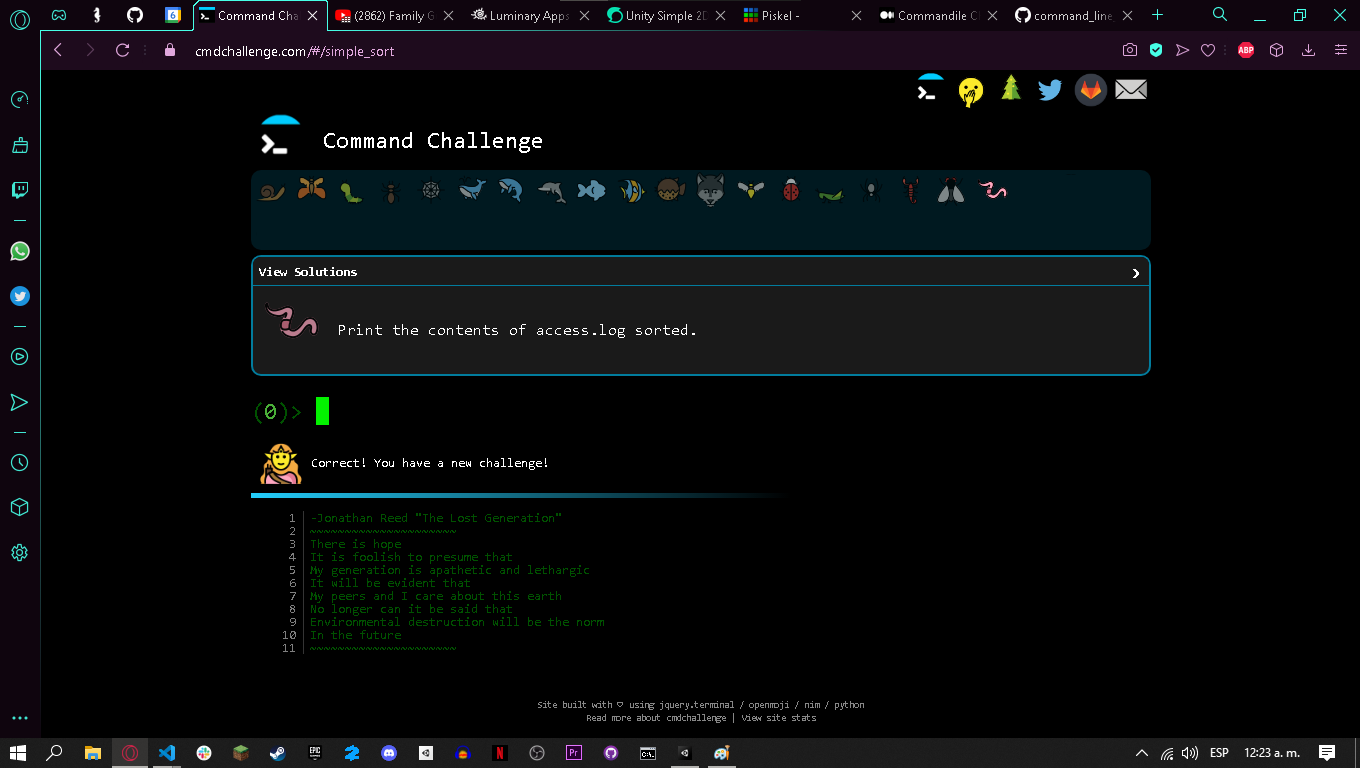 Command Cha
(2862) Family G
Luminary Apps
Unity Simple 2D
Piskel -
Commandile C
command_line
cmdchallenge.com/#/simple_sort
ABP
Command Challenge
View Solutions
Print the contents of access.log sorted.
(0)>
Correct! You have a new challenge!
1 -Jonathan Reed "The Lost Generation"
2 ~~~~~~~~~~~~~~~~~~~~~
3 There is hope
4 It is foolish to presume that
5 My generation is apathetic and lethargic
6 It will be evident that
7 My peers and I care about this earth
8 No longer can it be said that
9 Environmental destruction will be the norm
10 In the future
11 ~~~~~~~~~~~~~~~~~~~~~
Site built with ♡ using jquery.terminal / openmoji / nim / python
Read more about cmdchallenge | View site stats
ESP 12:23 a. m.